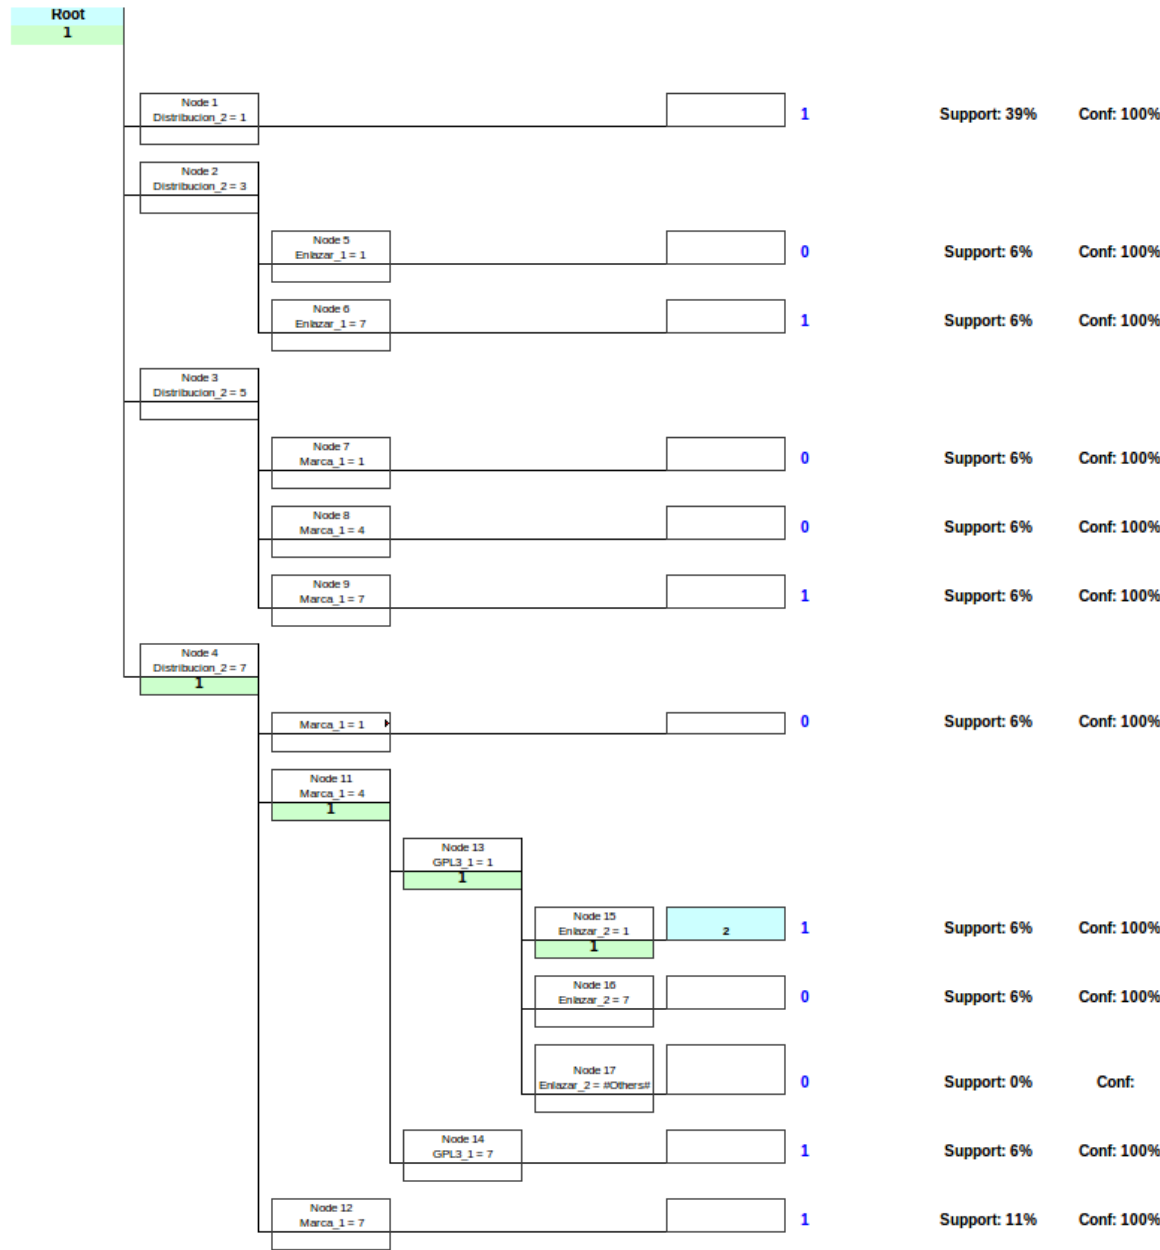 Root
1
Node 1
Distribucion_2 = 1
1 Support: 39% Conf: 100%
Node 2
Distribucion_2 = 3
Node 5
Enlazar_1 = 1
0 Support: 6% Conf: 100%
Node 6
Enlazar_1 = 7
1 Support: 6% Conf: 100%
Node 3
Distribucion_2 = 5
Node 7
Marca_1 = 1
0 Support: 6% Conf: 100%
Node 8
Marca_1 = 4
0 Support: 6% Conf: 100%
Node 9
Marca_1 = 7
1 Support: 6% Conf: 100%
Node 4
Distribucion_2 = 7
1
Marca_1 = 1
0 Support: 6% Conf: 100%
Node 11
Marca_1 = 4
1
Node 13
GPL3_1 = 1
1
Node 15
Enlazar_2 = 1
1
2 1 Support: 6% Conf: 100%
Node 16
Enlazar_2 = 7
0 Support: 6% Conf: 100%
Node 17
Enlazar_2 = #Others#
0 Support: 0% Conf:
Node 14
GPL3_1 = 7
1 Support: 6% Conf: 100%
Node 12
Marca_1 = 7
1 Support: 11% Conf: 100%